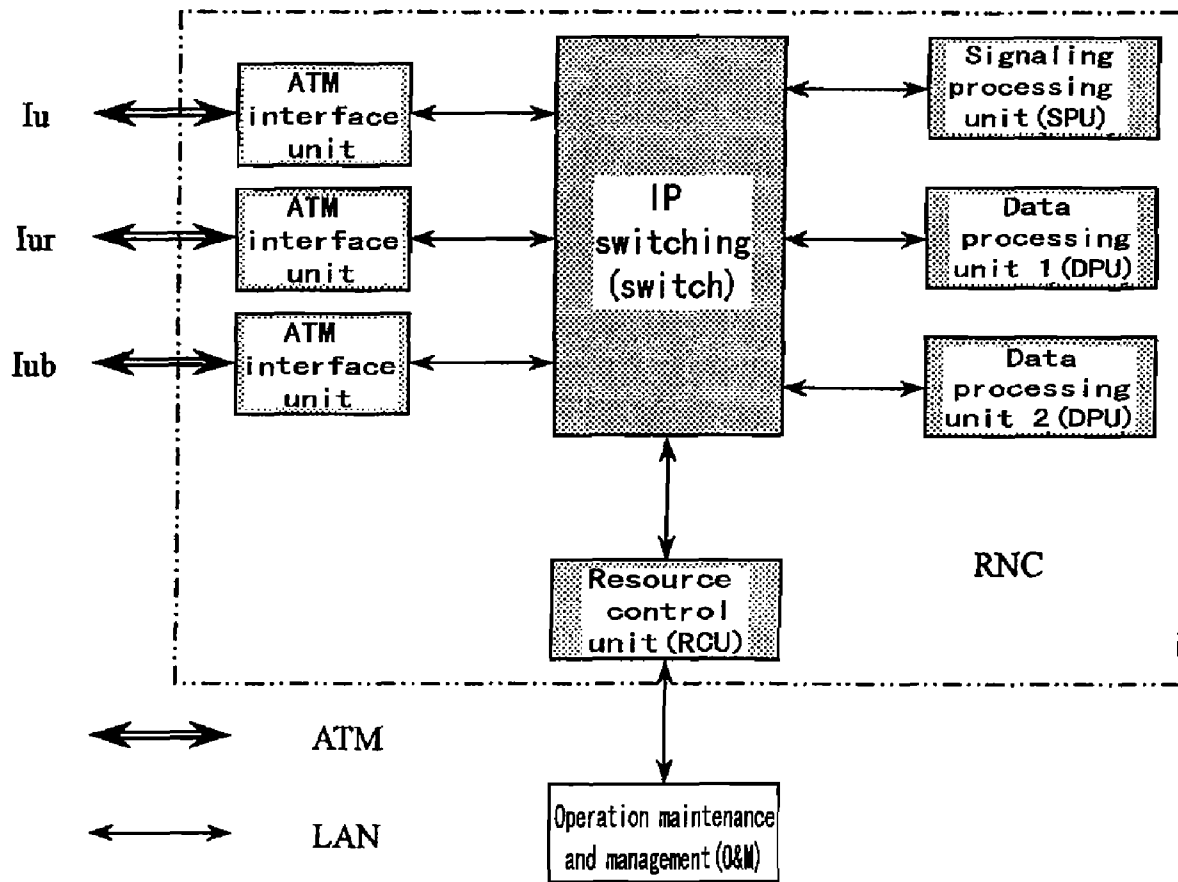 Iu
ATM
interface
unit
Iur
ATM
interface
unit
Iub
ATM
interface
unit
IP
switching
(switch)
Signaling
processing
unit(SPU)
Data
processing
unit 1(DPU)
Data
processing
unit 2(DPU)
Resource
control
unit(RCU)
RNC
i
ATM
LAN
Operation maintenance
and management(O&M)